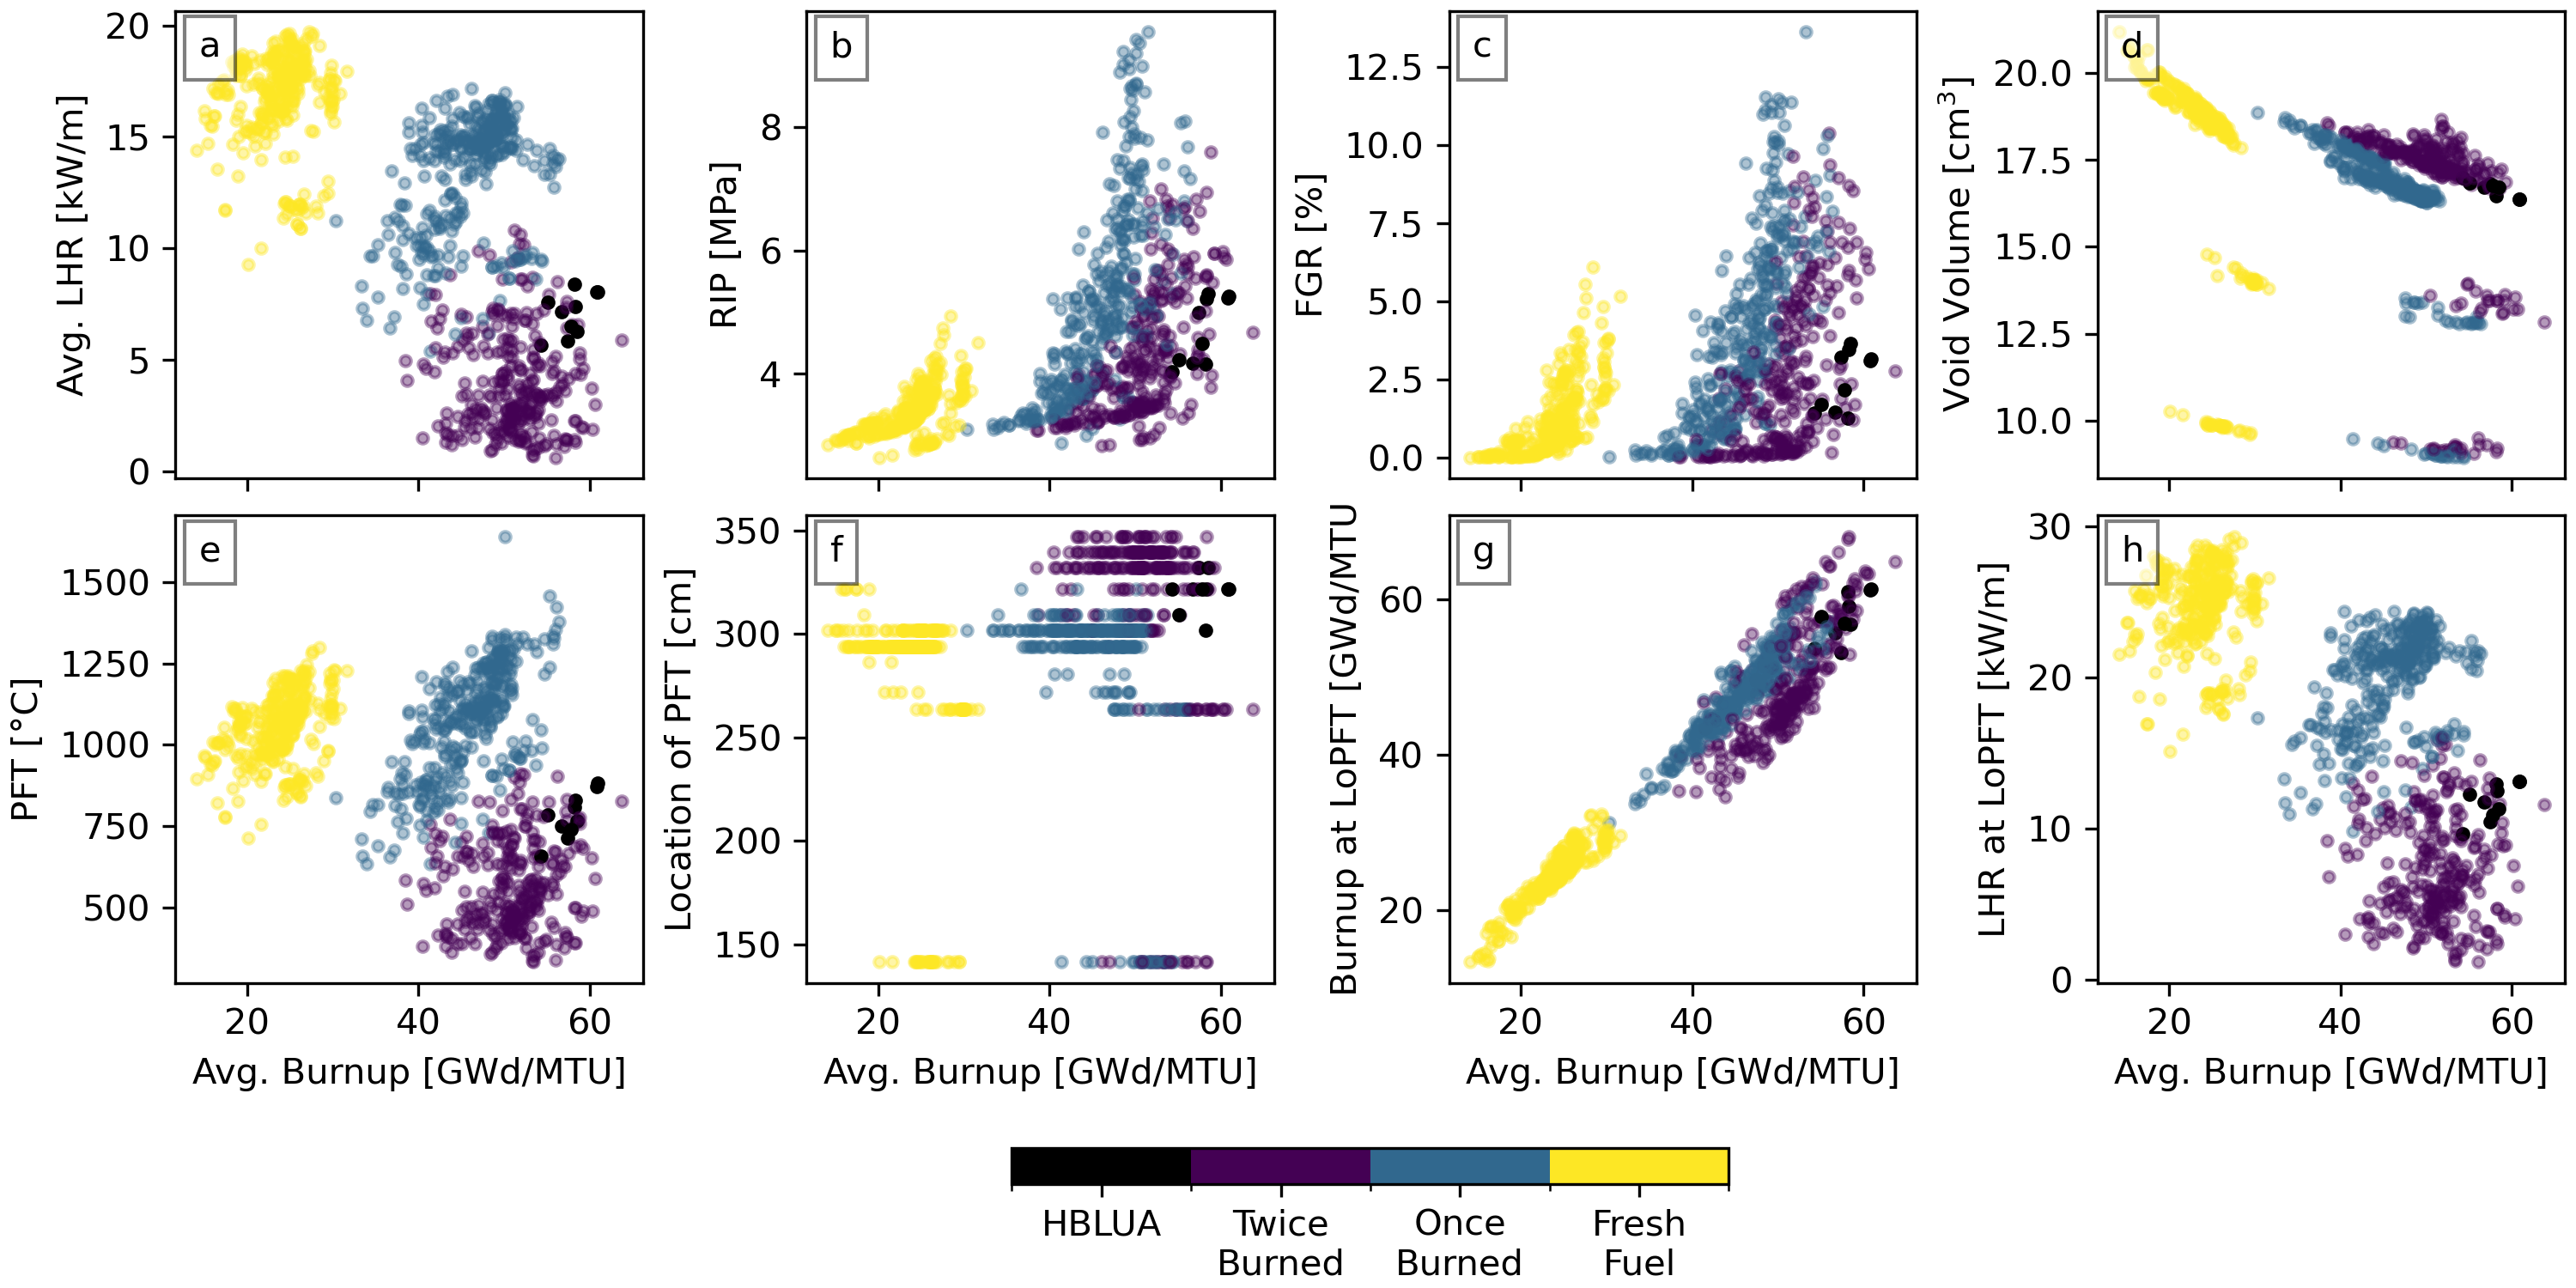 a
b
c
d
20
15
10
5
0
Avg. LHR [kW/m]
8
6
4
RIP [MPa]
12.5
10.0
7.5
5.0
2.5
0.0
FGR [%]
20.0
17.5
15.0
12.5
10.0
Void Volume [cm³]
e
f
g
h
1500
1250
1000
750
500
PFT [°C]
350
300
250
200
150
Location of PFT [cm]
60
40
20
Burnup at LoPFT [GWd/MTU
30
20
10
0
LHR at LoPFT [kW/m]
20 40 60
20 40 60
20 40 60
20 40 60
Avg. Burnup [GWd/MTU]
Avg. Burnup [GWd/MTU]
Avg. Burnup [GWd/MTU]
Avg. Burnup [GWd/MTU]
HBLUA
Twice
Burned
Once
Burned
Fresh
Fuel